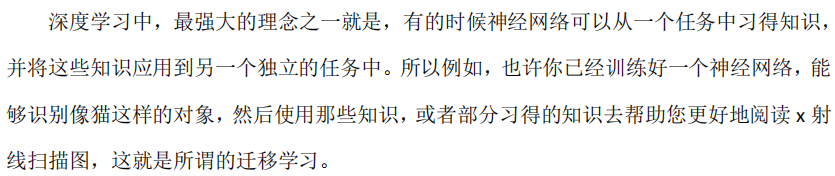 深度学习中，最强大的理念之一就是，有的时候神经网络可以从一个任务中习得知识，
并将这些知识应用到另一个独立的任务中。所以例如，也许你已经训练好一个神经网络，能
够识别像猫这样的对象，然后使用那些知识，或者部分习得的知识去帮助您更好地阅读 x 射
线扫描图，这就是所谓的迁移学习。